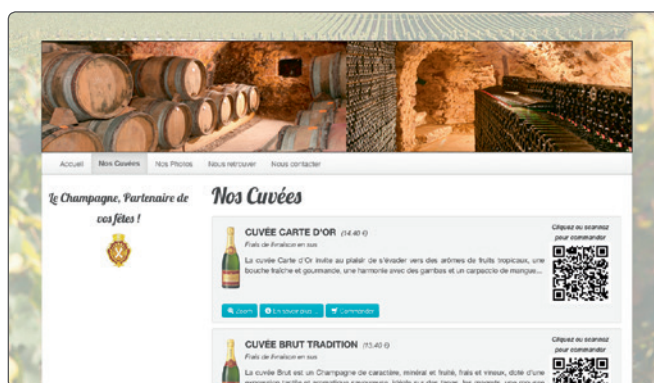 Accueil Nos Cuvées Nos Photos Nous retrouver Nous contacter
Le Champagne, Partenaire de
vos fêtes !
Nos Cuvées
CUVÉE CARTE D'OR (14.40 €)
Frais de livraison en sus
La cuvée Carte d'Or invite au plaisir de s'évader vers des arômes de fruits tropicaux, une
bouche fraîche et gourmande, une harmonie avec des gambas et un carpaccio de mangue...
Zoom En savoir plus ... Commander
Cliquez ou scannez
pour commander
CUVÉE BRUT TRADITION (13.40 €)
Frais de livraison en sus
La cuvée Brut est un Champagne de caractère, minéral et fruité, frais et vineux, doté d'une
Cliquez ou scannez
pour commander